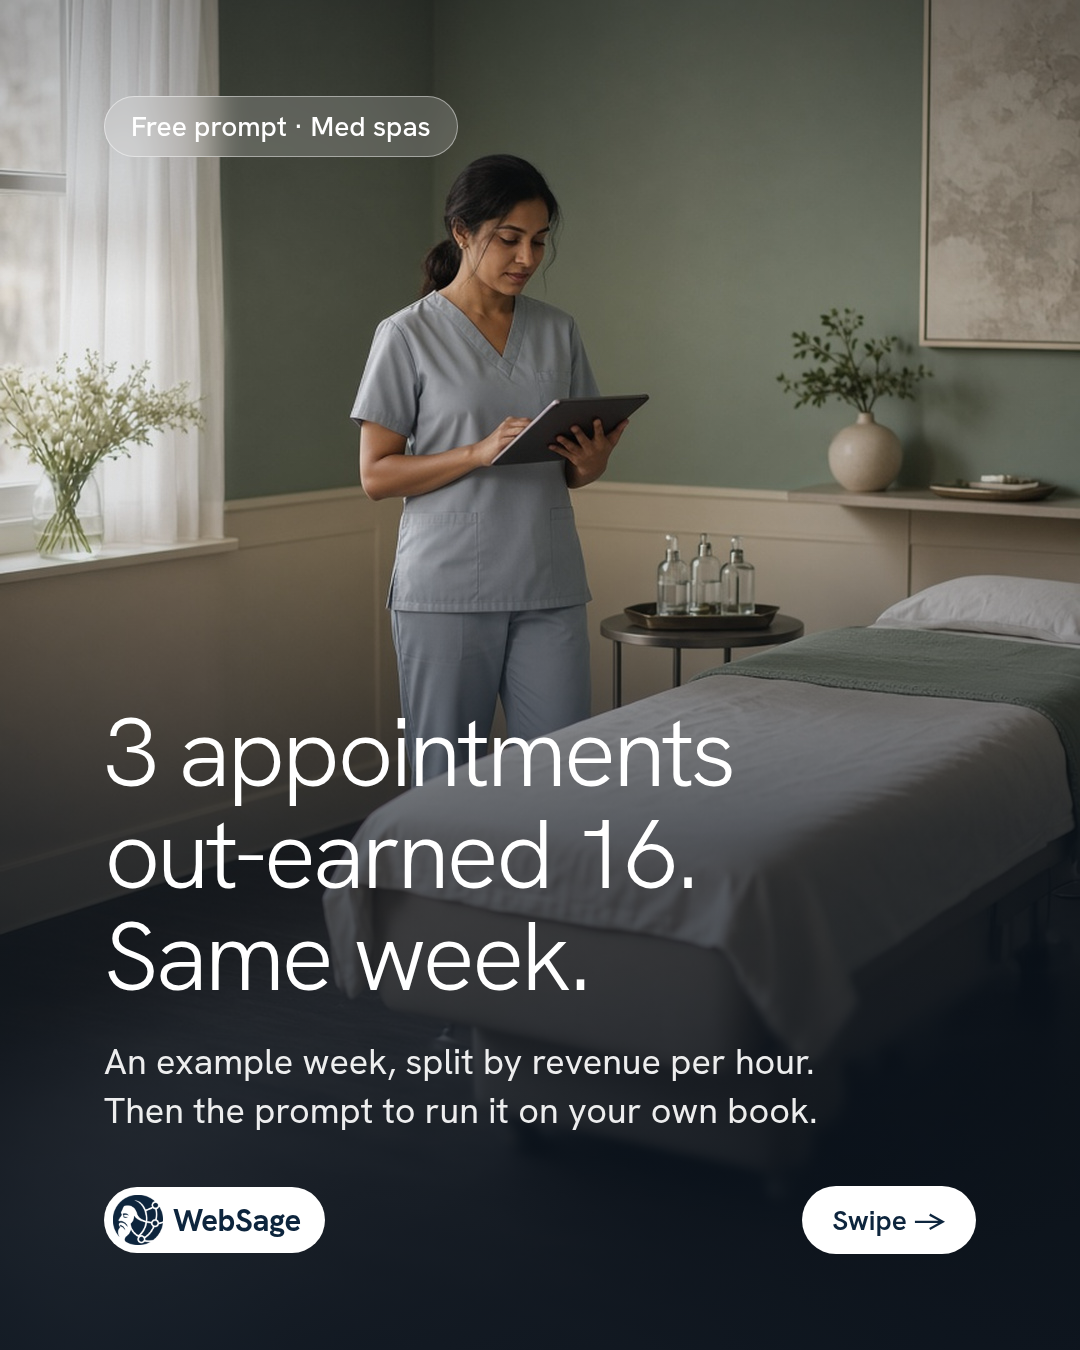 Free prompt · Med spas
3 appointments
out-earned 16.
Same week.
An example week, split by revenue per hour.
Then the prompt to run it on your own book.
WebSage
Swipe →